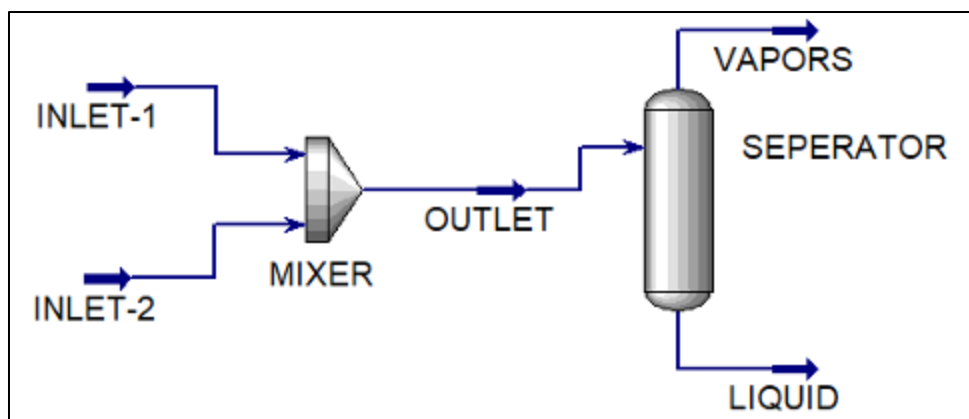 VAPORS
INLET-1
SEPERATOR
OUTLET
MIXER
INLET-2
LIQUID